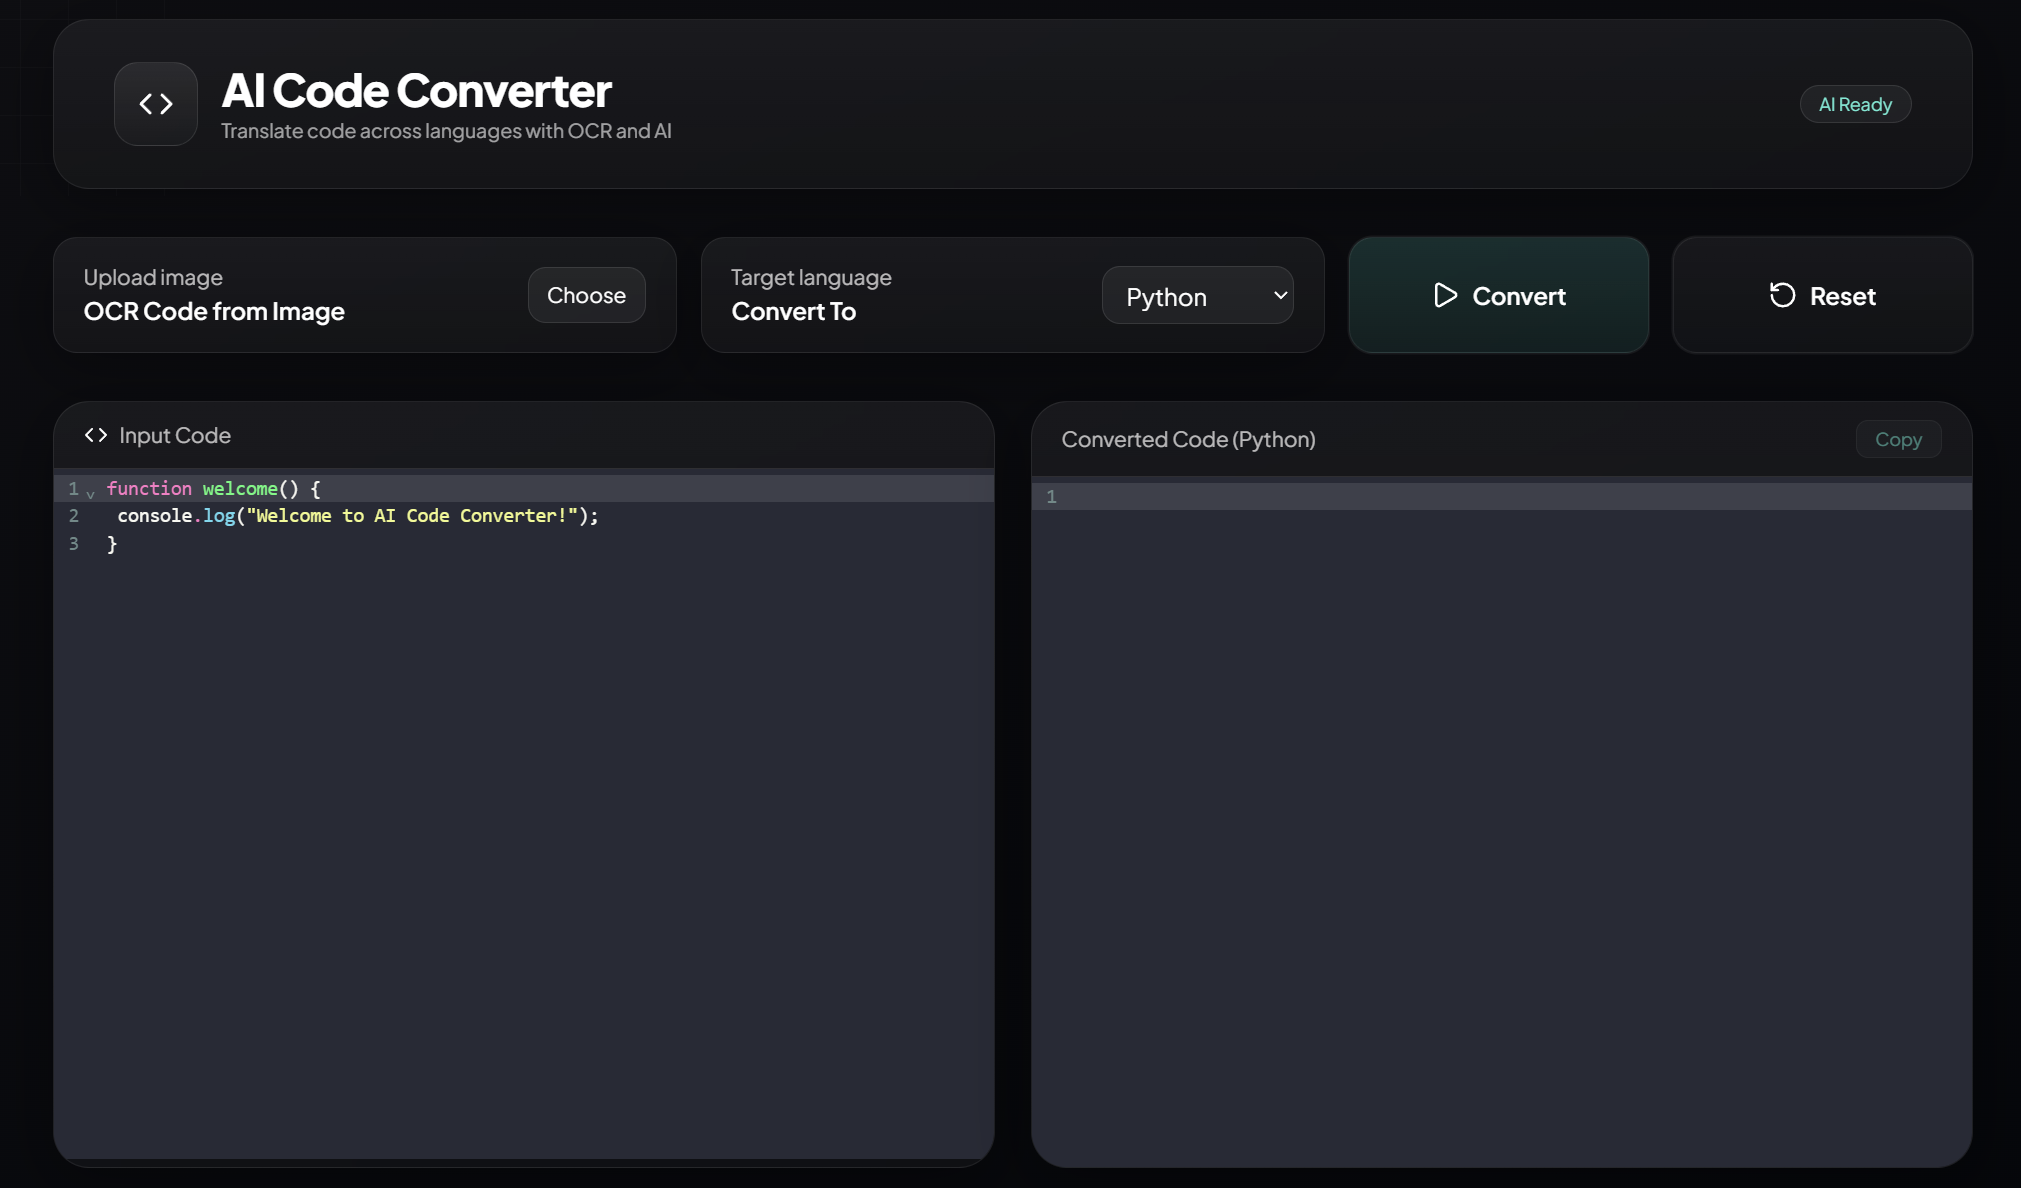 AI Code Converter
Translate code across languages with OCR and AI
AI Ready
Upload image
OCR Code from Image
Choose
Target language
Convert To
Python
Convert
Reset
Input Code
1 function welcome() {
2  console.log("Welcome to AI Code Converter!");
3 }
Converted Code (Python)
Copy
1